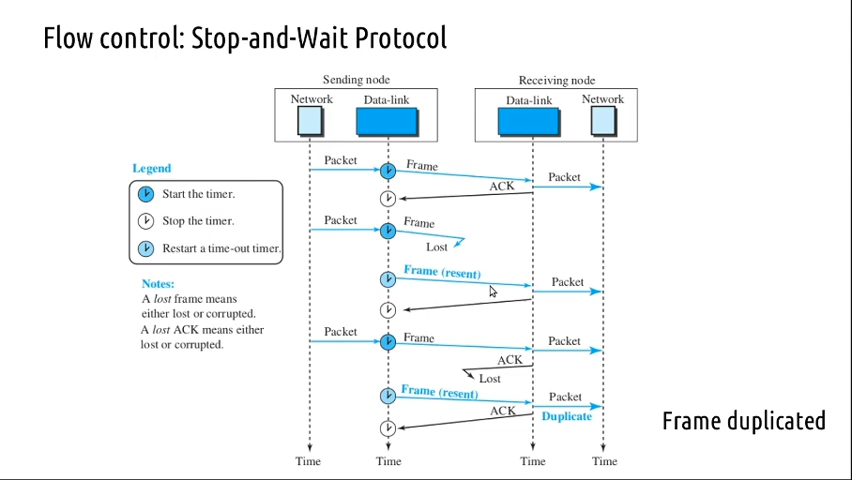 Flow control: Stop-and-Wait Protocol
Sending node
Receiving node
Network
Data-link
Data-link
Network
Legend
Start the timer.
Stop the timer.
Restart a time-out timer.
Notes:
A lost frame means
either lost or corrupted.
A lost ACK means either
lost or corrupted.
Packet
Frame
ACK
Packet
Packet
Frame
Lost
Frame (resent)
Packet
Packet
Frame
Packet
ACK
Lost
Frame (resent)
Packet
ACK
Duplicate
Frame duplicated
Time
Time
Time
Time